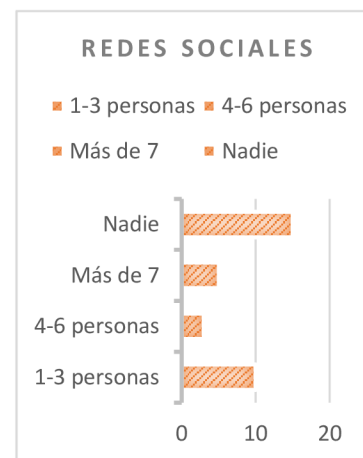 REDES SOCIALES
1-3 personas 4-6 personas
Más de 7 Nadie
Nadie
Más de 7
4-6 personas
1-3 personas
0 10 20